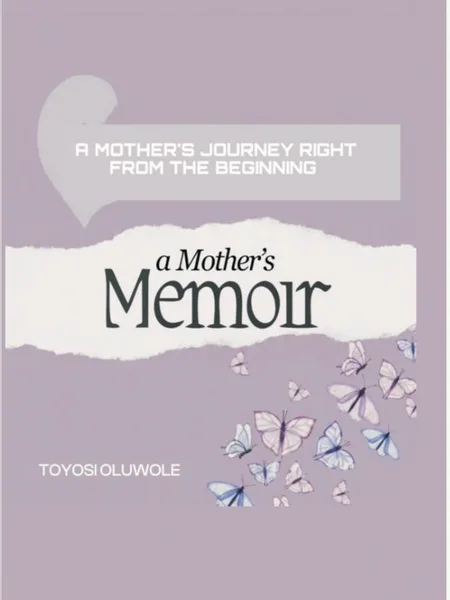 A MOTHER'S JOURNEY RIGHT
FROM THE BEGINNING
a Mother's
Memoir
TOYOSI OLUWOLE